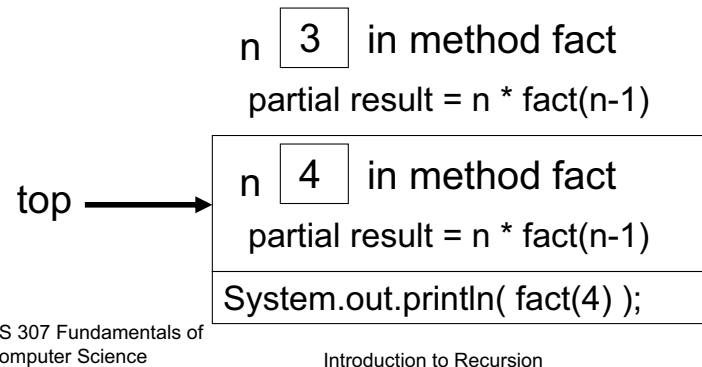 n 3 in method fact
partial result = n * fact(n-1)
n 4 in method fact
top
partial result = n * fact(n-1)
System.out.println( fact(4) );
S 307 Fundamentals of
omputer Science
Introduction to Recursion